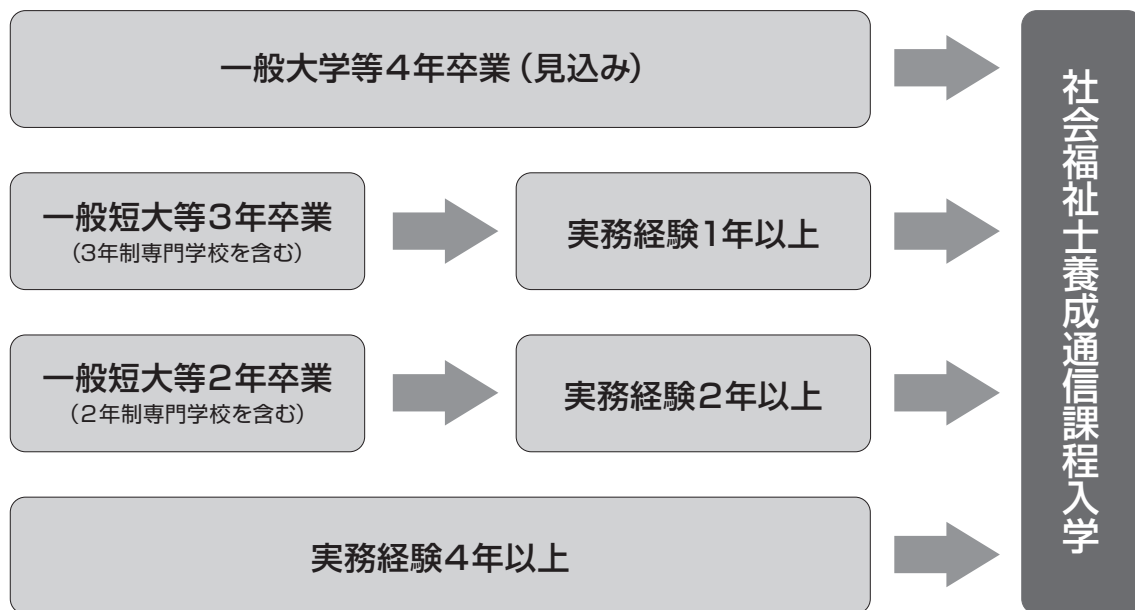 一般大学等4年卒業（見込み）
一般短大等3年卒業
（3年制専門学校を含む）
実務経験1年以上
一般短大等2年卒業
（2年制専門学校を含む）
実務経験2年以上
実務経験4年以上
社会福祉士養成通信課程入学